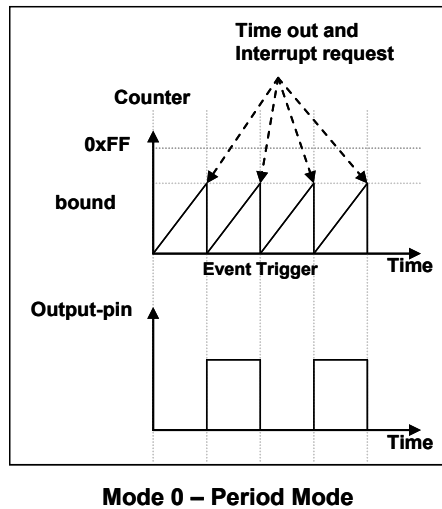 Time out and
Interrupt request
Counter
0xFF
bound
Event Trigger
Time
Output-pin
Time
Mode 0 – Period Mode